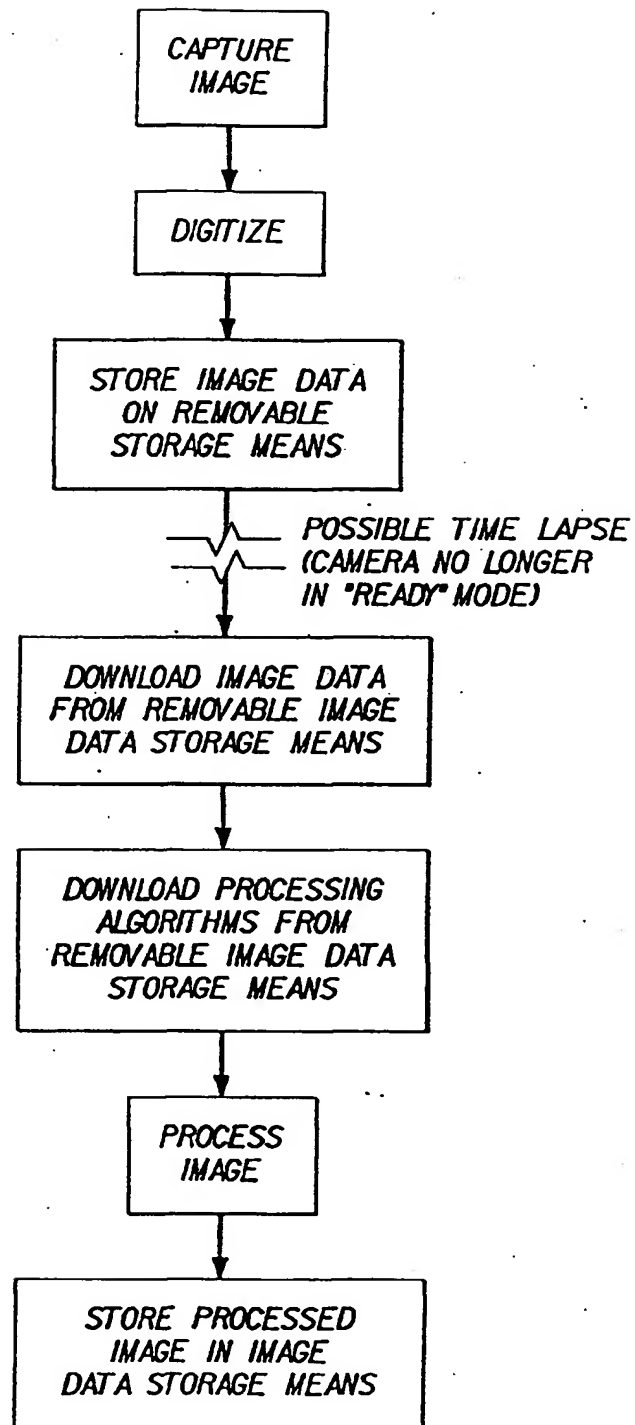 CAPTURE
IMAGE
DIGITIZE
STORE IMAGE DATA
ON REMOVABLE
STORAGE MEANS
POSSIBLE TIME LAPSE
(CAMERA NO LONGER
IN "READY" MODE)
DOWNLOAD IMAGE DATA
FROM REMOVABLE IMAGE
DATA STORAGE MEANS
DOWNLOAD PROCESSING
ALGORITHMS FROM
REMOVABLE IMAGE DATA
STORAGE MEANS
PROCESS
IMAGE
STORE PROCESSED
IMAGE IN IMAGE
DATA STORAGE MEANS